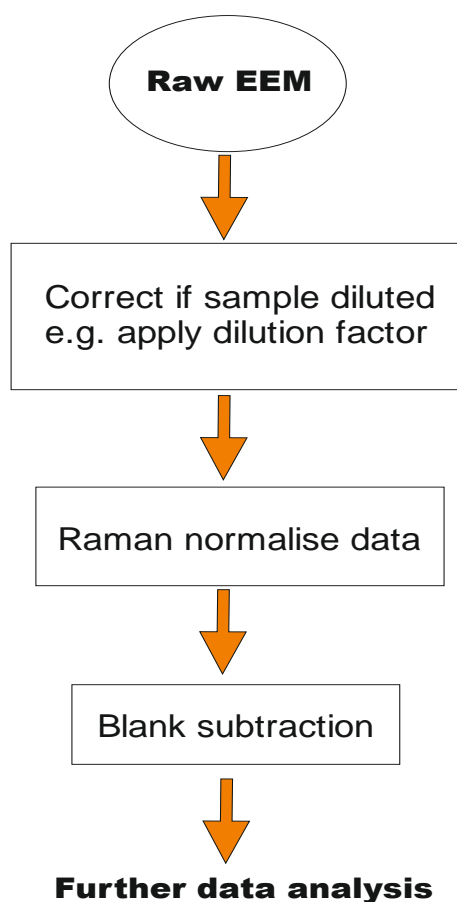 Raw EEM
Correct if sample diluted
e.g. apply dilution factor
Raman normalise data
Blank subtraction
Further data analysis